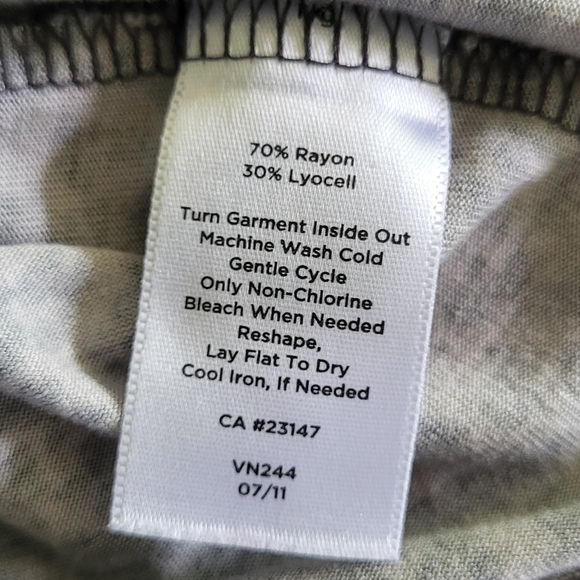 70% Rayon
30% Lyocell
Turn Garment Inside Out
Machine Wash Cold
Gentle Cycle
Only Non-Chlorine
Bleach When Needed
Reshape,
Lay Flat To Dry
Cool Iron, If Needed
CA #23147
VN244
07/11